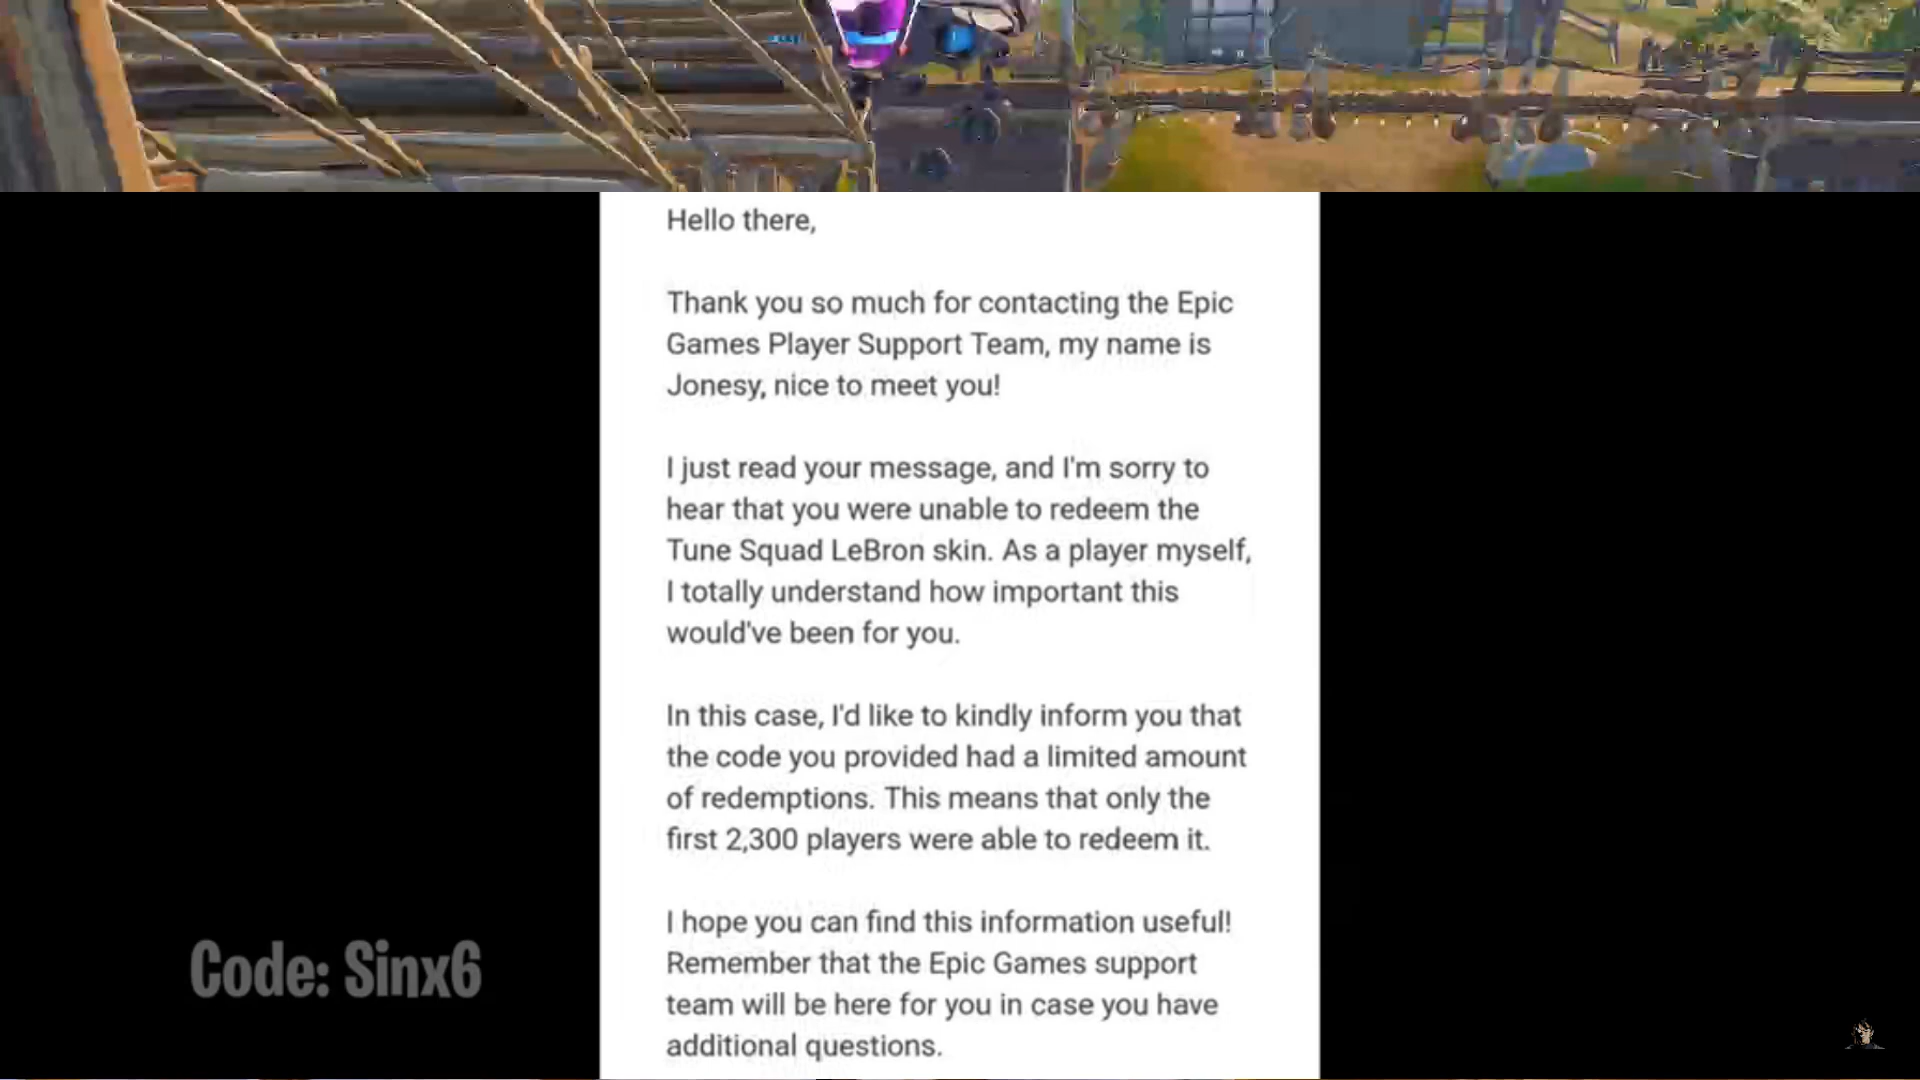 Hello there,
Thank you so much for contacting the Epic
Games Player Support Team, my name is
Jonesy, nice to meet you!
I just read your message, and I'm sorry to
hear that you were unable to redeem the
Tune Squad LeBron skin. As a player myself,
I totally understand how important this
would've been for you.
In this case, I'd like to kindly inform you that
the code you provided had a limited amount
of redemptions. This means that only the
first 2,300 players were able to redeem it.
I hope you can find this information useful!
Remember that the Epic Games support
team will be here for you in case you have
additional questions.
Code: Sinx6